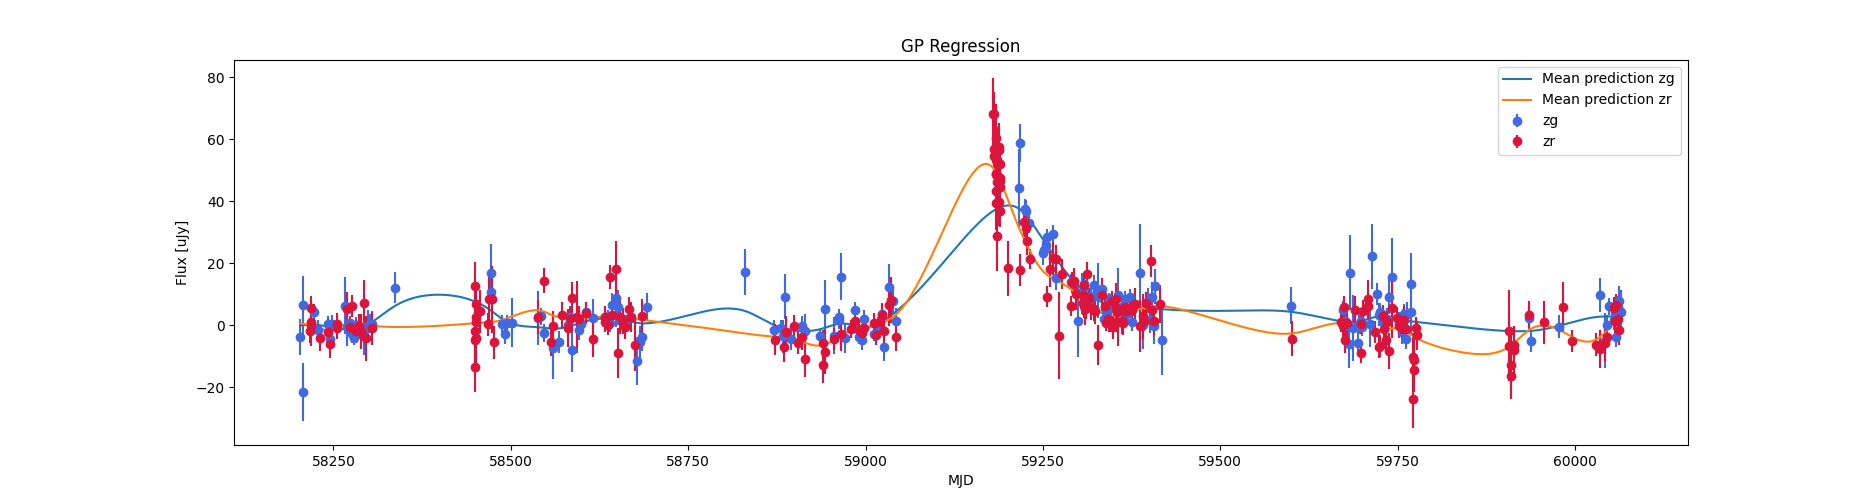 GP Regression
Flux [uJy]
80
60
40
20
0
−20
58250
58500
58750
59000
59250
59500
59750
60000
MJD
Mean prediction zg
Mean prediction zr
zg
zr